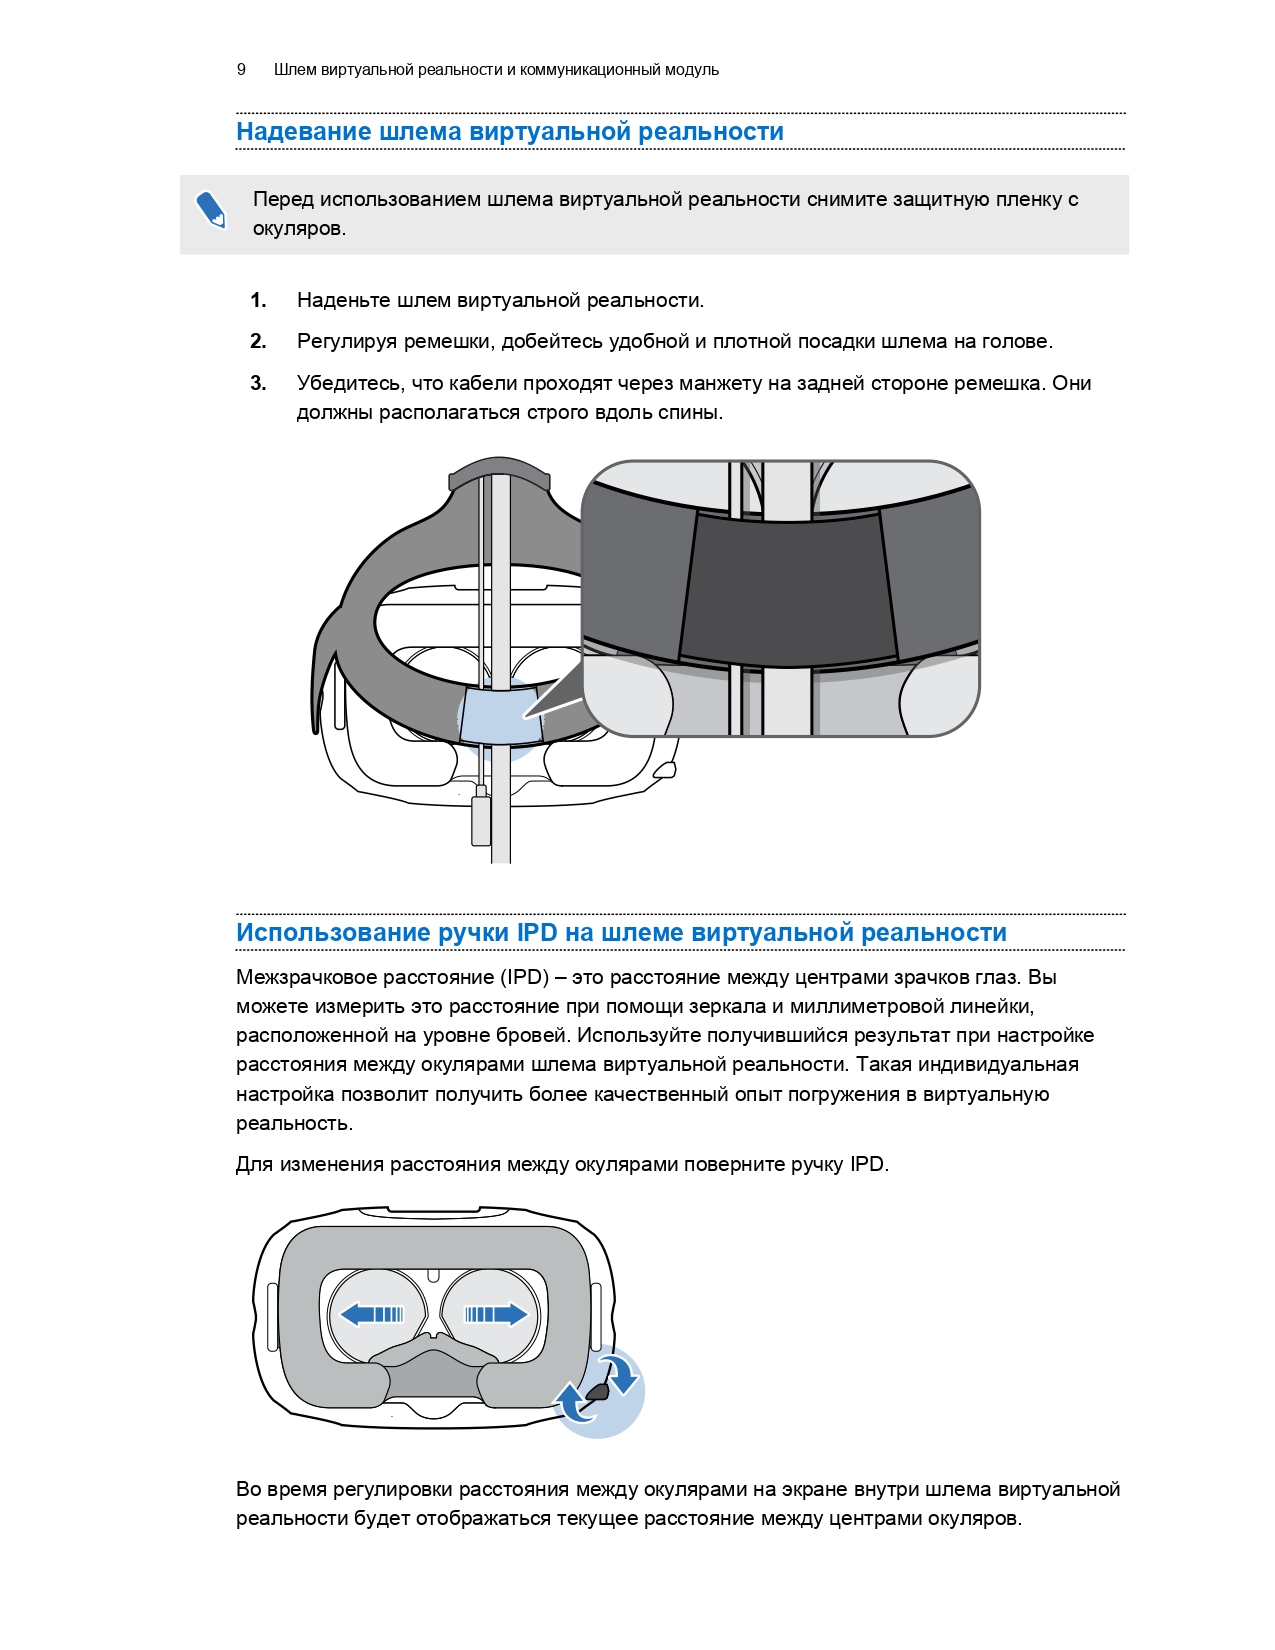 9 Шлем виртуальной реальности и коммуникационный модуль
Надевание шлема виртуальной реальности
Перед использованием шлема виртуальной реальности снимите защитную пленку с
окуляров.
1. Наденьте шлем виртуальной реальности.
2. Регулируя ремешки, добейтесь удобной и плотной посадки шлема на голове.
3. Убедитесь, что кабели проходят через манжету на задней стороне ремешка. Они
должны располагаться строго вдоль спины.
Использование ручки IPD на шлеме виртуальной реальности
Межзрачковое расстояние (IPD) – это расстояние между центрами зрачков глаз. Вы
можете измерить это расстояние при помощи зеркала и миллиметровой линейки,
расположенной на уровне бровей. Используйте получившийся результат при настройке
расстояния между окулярами шлема виртуальной реальности. Такая индивидуальная
настройка позволит получить более качественный опыт погружения в виртуальную
реальность.
Для изменения расстояния между окулярами поверните ручку IPD.
Во время регулировки расстояния между окулярами на экране внутри шлема виртуальной
реальности будет отображаться текущее расстояние между центрами окуляров.